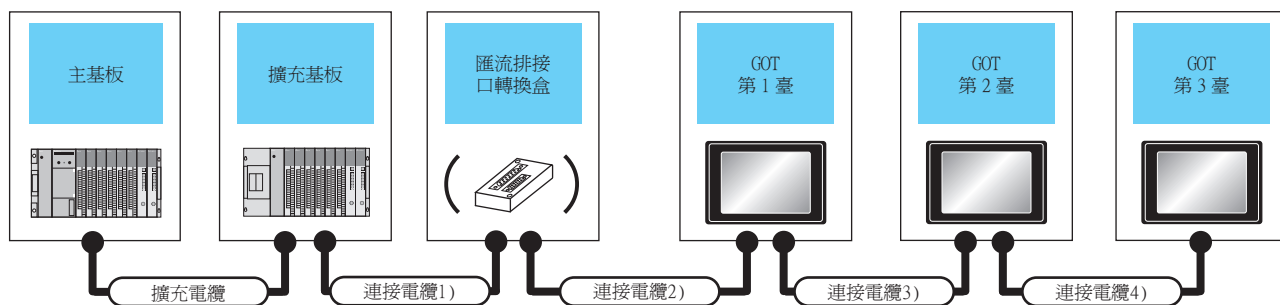 主基板
擴充基板
匯流排接
口轉換盒
GOT
第 1 臺
GOT
第 2 臺
GOT
第 3 臺
擴充電纜
連接電纜1)
連接電纜2)
連接電纜3)
連接電纜4)